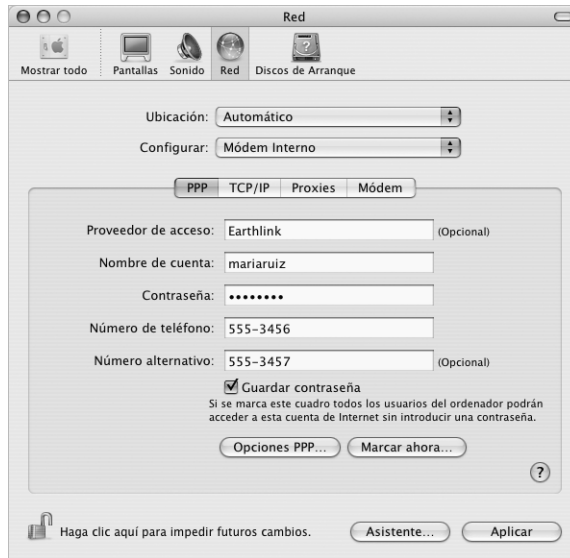 Red
Mostrar todo Pantallas Sonido Red Discos de Arranque
Ubicación: Automático
Configurar: Módem Interno
PPP TCP/IP Proxies Módem
Proveedor de acceso: Earthlink (Opcional)
Nombre de cuenta: mariaruiz
Contraseña: ••••••••
Número de teléfono: 555-3456
Número alternativo: 555-3457 (Opcional)
Guardar contraseña
Si se marca este cuadro todos los usuarios del ordenador podrán
acceder a esta cuenta de Internet sin introducir una contraseña.
Opciones PPP... Marcar ahora...
?
Haga clic aquí para impedir futuros cambios. Asistente... Aplicar